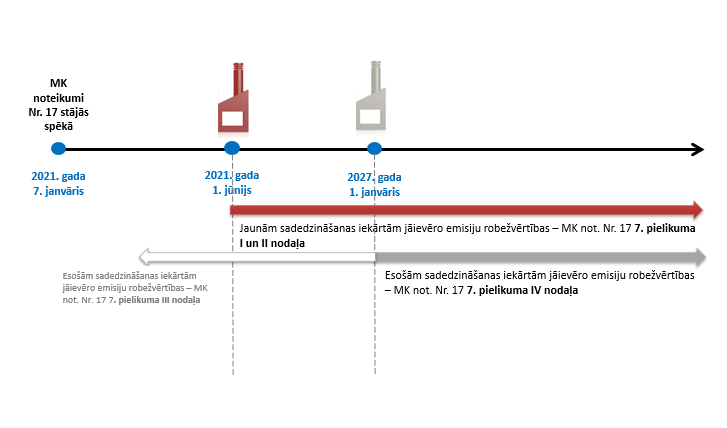 MK
noteikumi
Nr. 17 stājās
spēkā
2021. gada
7. janvāris
2021. gada
1. jūnijs
2027. gada
1. janvāris
Jaunām sadedzināšanas iekārtām jāievēro emisiju robežvērtības – MK not. Nr. 17 7. pielikuma
I un II nodaļa
Esošām sadedzināšanas iekārtām
jāievēro emisiju robežvērtības – MK
not. Nr. 17 7. pielikuma III nodaļa
Esošām sadedzināšanas iekārtām jāievēro emisiju robežvērtības
– MK not. Nr. 17 7. pielikuma IV nodaļa